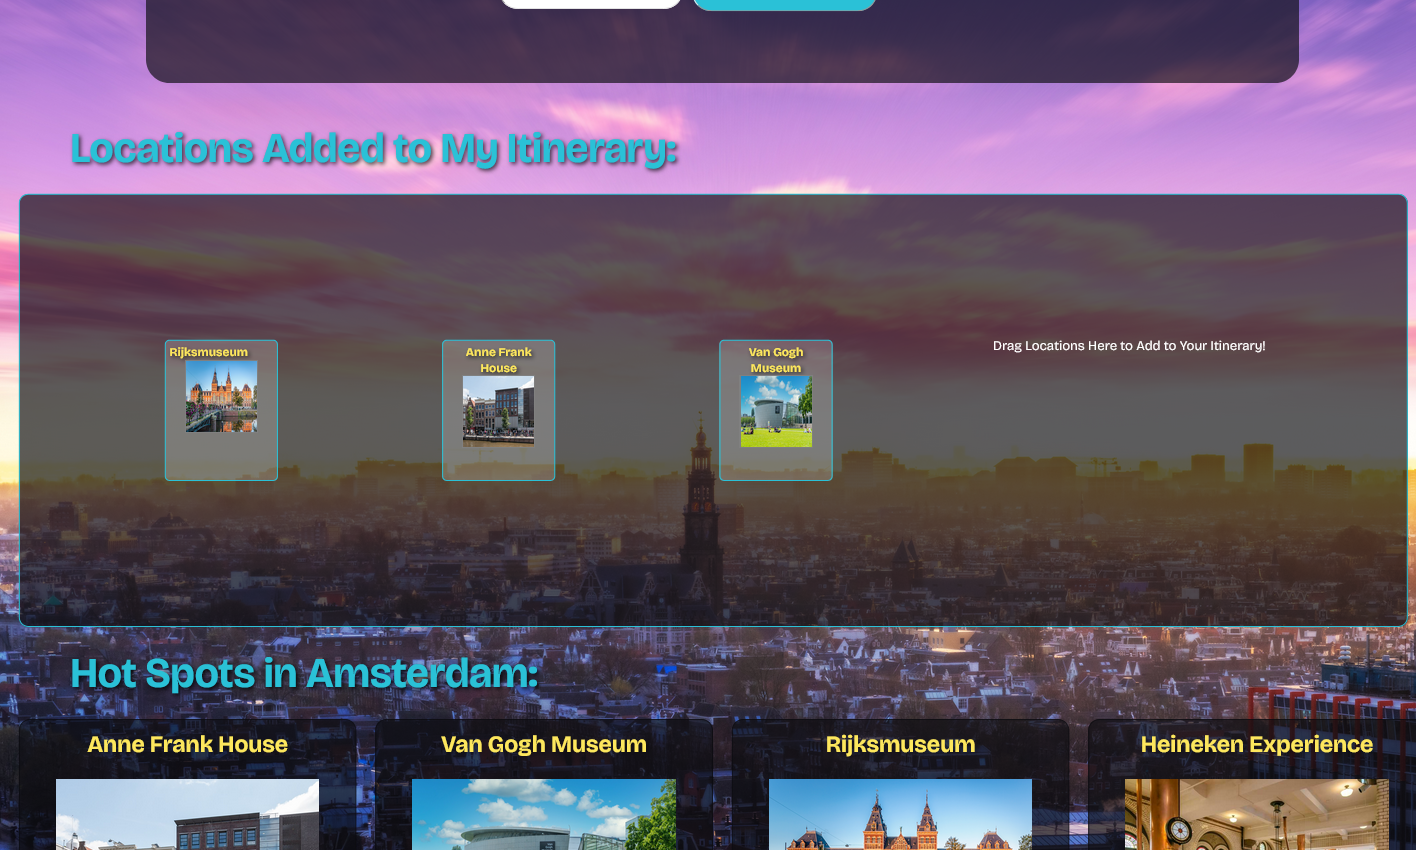 Locations Added to My Itinerary:
Rijksmuseum
Anne Frank
House
Van Gogh
Museum
Drag Locations Here to Add to Your Itinerary!
Hot Spots in Amsterdam:
Anne Frank House
Van Gogh Museum
Rijksmuseum
Heineken Experience